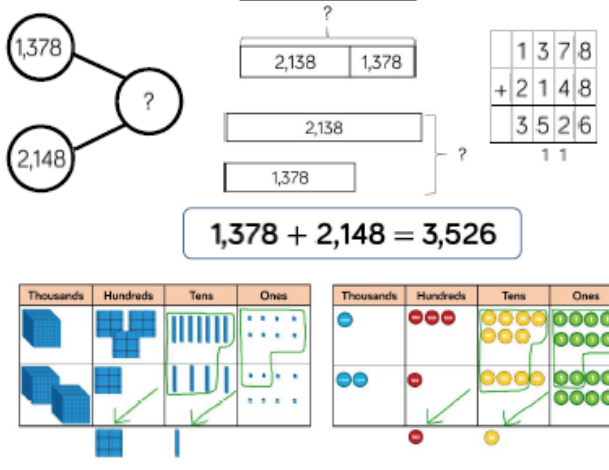 1,378
?
2,148
?
2,138 1,378
2,138
?
1,378
1 3 7 8
+ 2 1 4 8
3 5 2 6
1 1
1,378 + 2,148 = 3,526
Thousands Hundreds Tens Ones
Thousands Hundreds Tens Ones